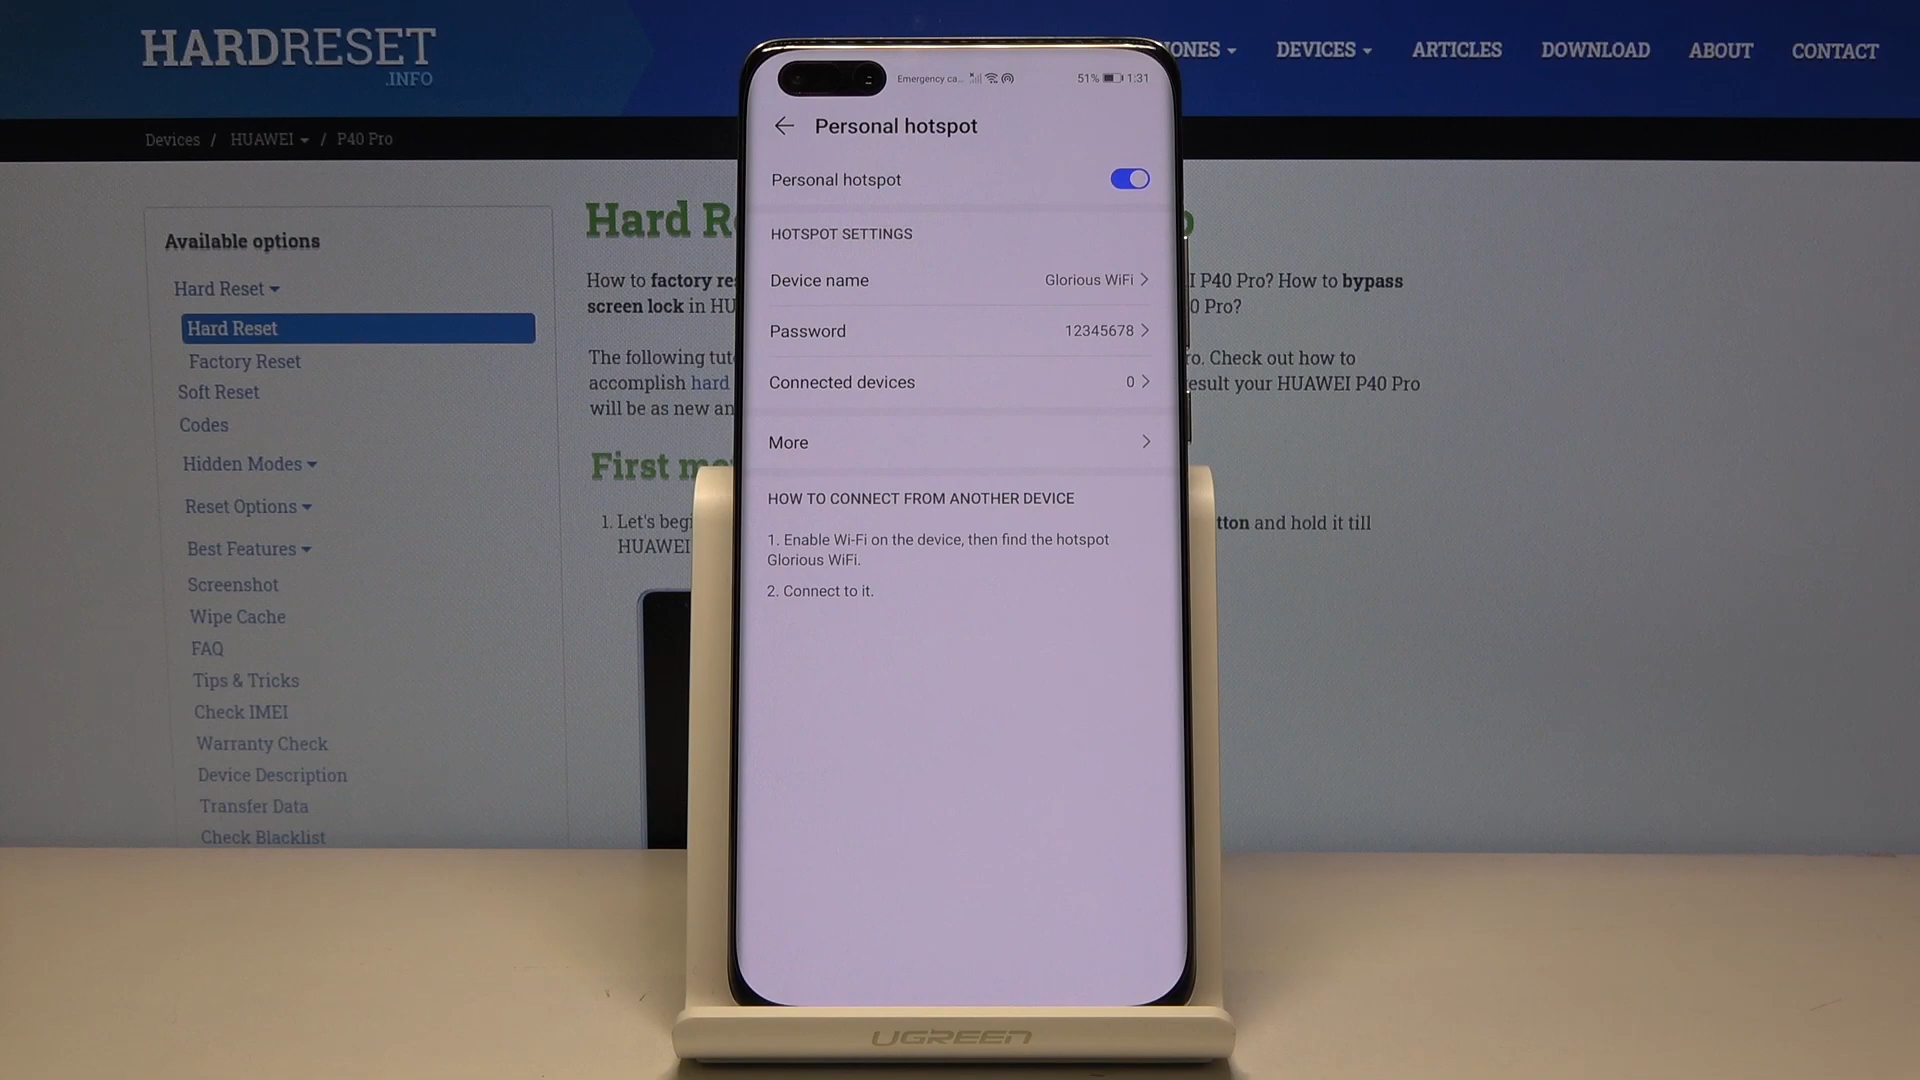 HARDRESET
.INFO
HONES
DEVICES
ARTICLES
DOWNLOAD
ABOUT
CONTACT
Devices / HUAWEI / P40 Pro
Available options
Hard Reset
Hard Reset
Factory Reset
Soft Reset
Codes
Hidden Modes
Reset Options
Best Features
Screenshot
Wipe Cache
FAQ
Tips & Tricks
Check IMEI
Warranty Check
Device Description
Transfer Data
Check Blacklist
Hard R
How to factory re
I P40 Pro? How to bypass
screen lock in HU
0 Pro?
The following tut
ro. Check out how to
accomplish hard
esult your HUAWEI P40 Pro
will be as new an
First m
1. Let's begi
tton and hold it till
HUAWEI
Emergency ca...
51% 1:31
Personal hotspot
Personal hotspot
HOTSPOT SETTINGS
Device name Glorious WiFi
Password 12345678
Connected devices 0
More
HOW TO CONNECT FROM ANOTHER DEVICE
1. Enable Wi-Fi on the device, then find the hotspot
Glorious WiFi.
2. Connect to it.
UGREEN